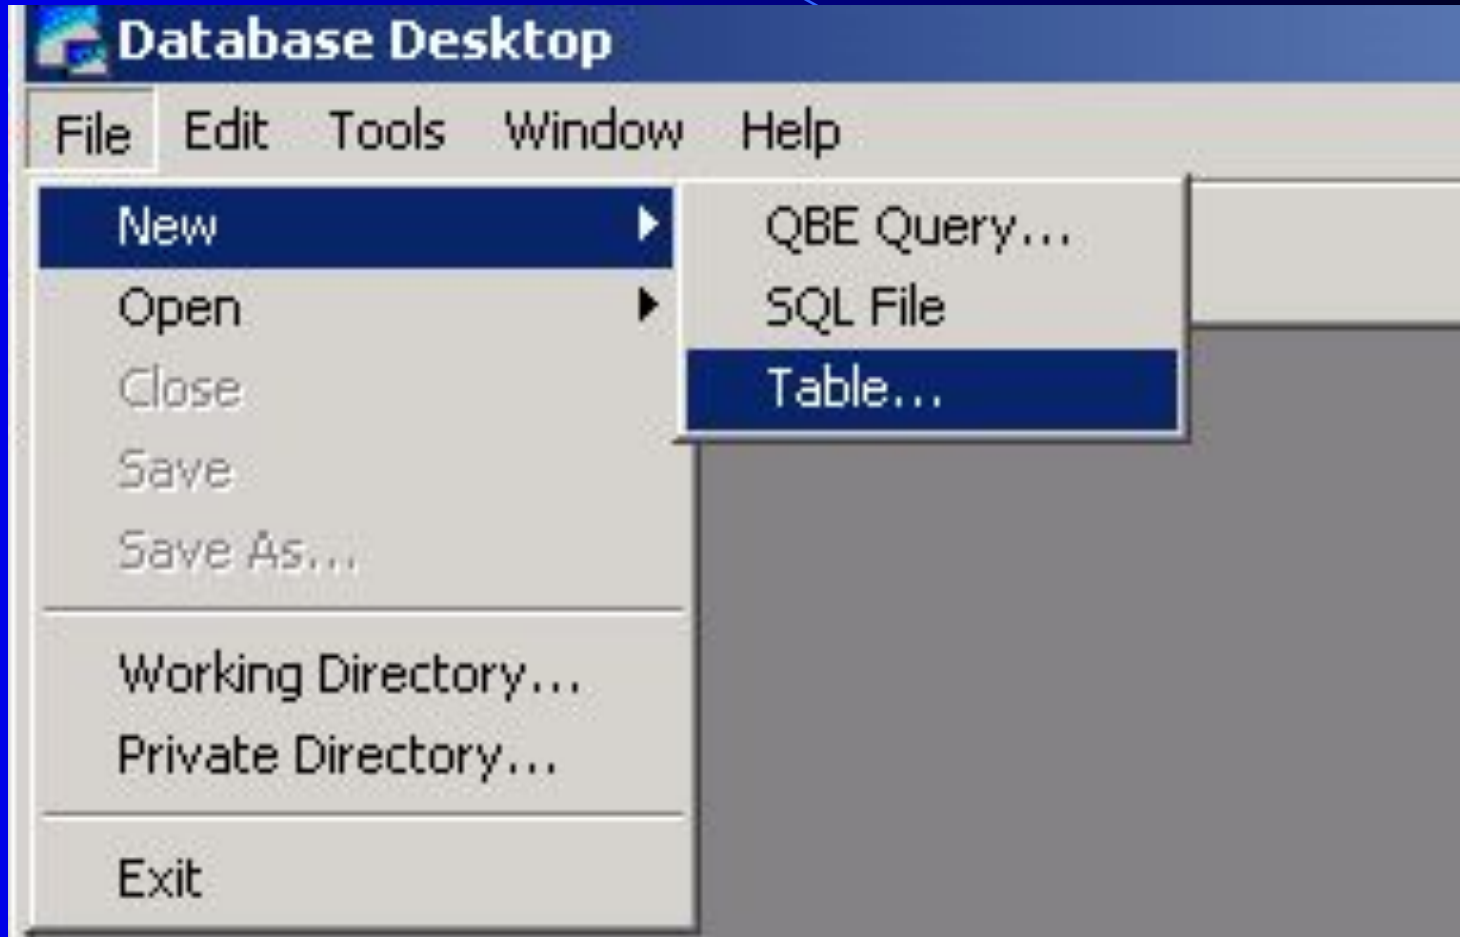 Database Desktop
File Edit Tools Window Help
New
QBE Query...
Open
SQL File
Close
Table...
Save
Save As...
Working Directory...
Private Directory...
Exit